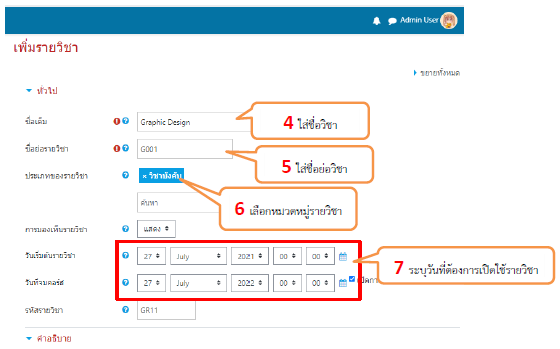 Admin User
เพิ่มรายวิชา
ขยายทั้งหมด
ทั่วไป
ชื่อเต็ม Graphic Design
4 ใส่ชื่อวิชา
ชื่อย่อรายวิชา G001
5 ใส่ชื่อย่อวิชา
ประเภทของรายวิชา × วิชาบังคับ
ค้นหา
6 เลือกหมวดหมู่รายวิชา
การมองเห็นรายวิชา แสดง
วันเริ่มต้นรายวิชา 27 July 2021 00 00
7 ระบุวันที่ต้องการเปิดใช้รายวิชา
วันที่จบคอร์ส 27 July 2022 00 00
รหัสรายวิชา GR11
คำอธิบาย